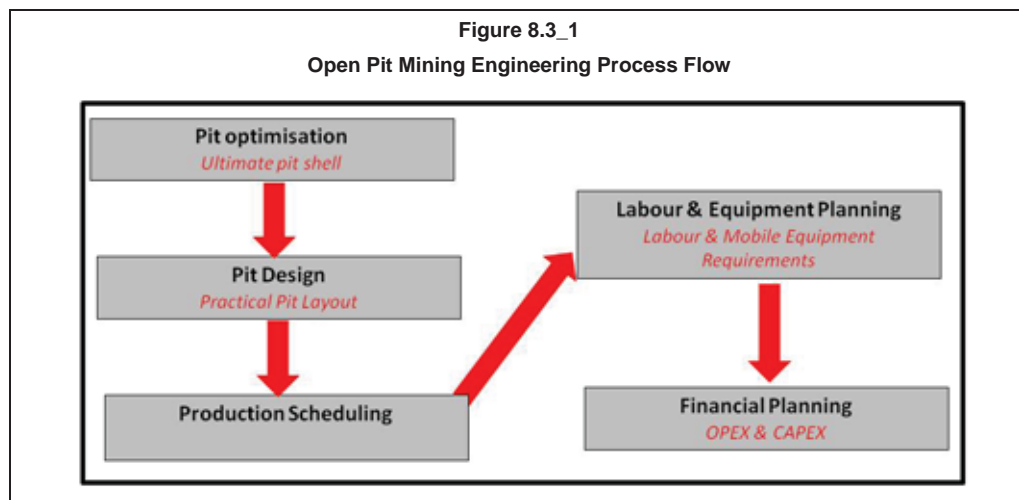 Figure 8.3_1
Open Pit Mining Engineering Process Flow
Pit optimisation
Ultimate pit shell
Pit Design
Practical Pit Layout
Production Scheduling
Labour & Equipment Planning
Labour & Mobile Equipment
Requirements
Financial Planning
OPEX & CAPEX